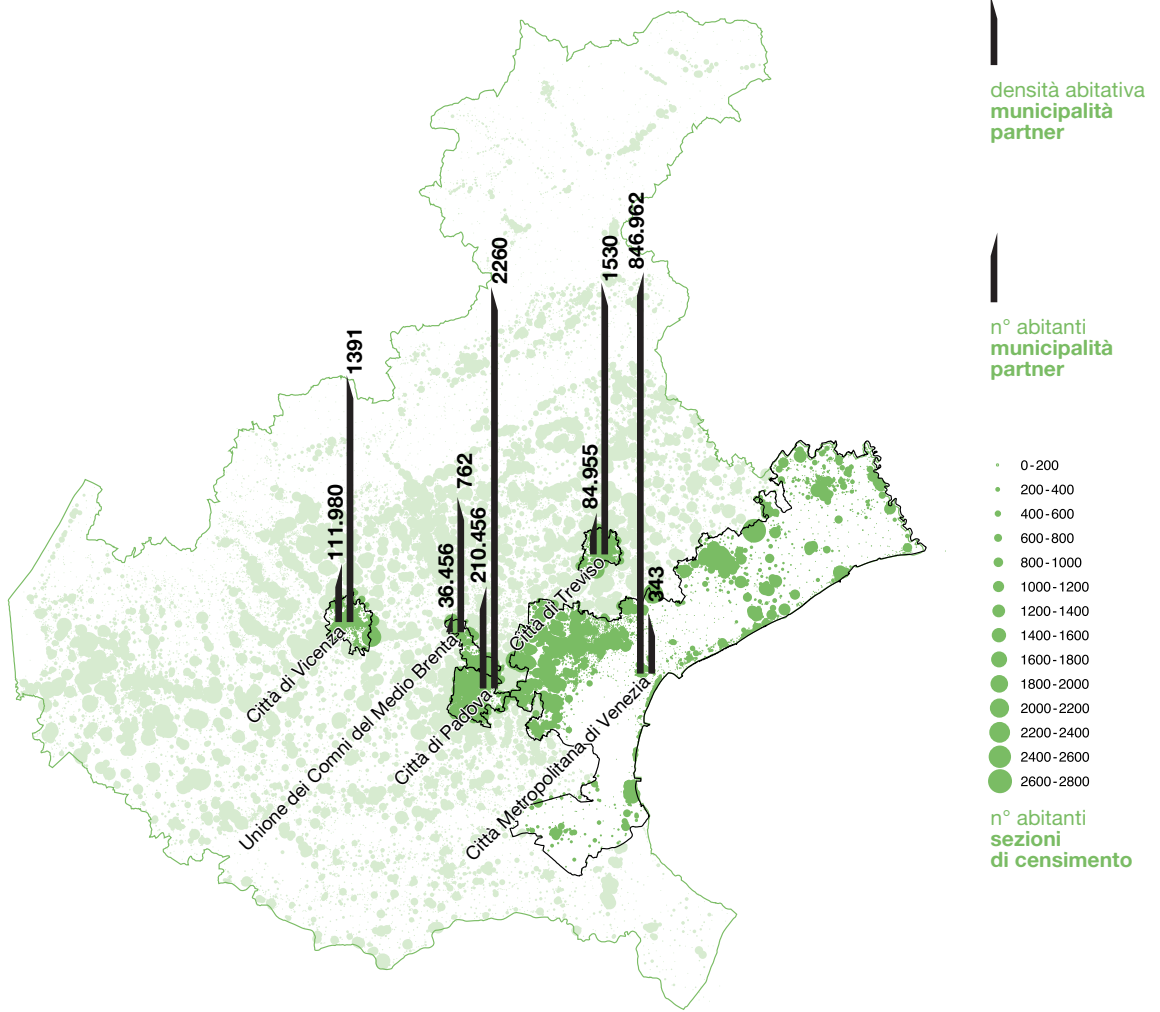 densità abitativa
municipalità
partner
n° abitanti
municipalità
partner
0-200
200-400
400-600
600-800
800-1000
1000-1200
1200-1400
1400-1600
1600-1800
1800-2000
2000-2200
2200-2400
2400-2600
2600-2800
n° abitanti
sezioni
di censimento
111.980
1391
Città di Vicenza
36.456
762
Unione dei Comni del Medio Brenta
210.456
2260
Città di Padova
84.955
1530
Città di Treviso
846.962
343
Città Metropolitana di Venezia